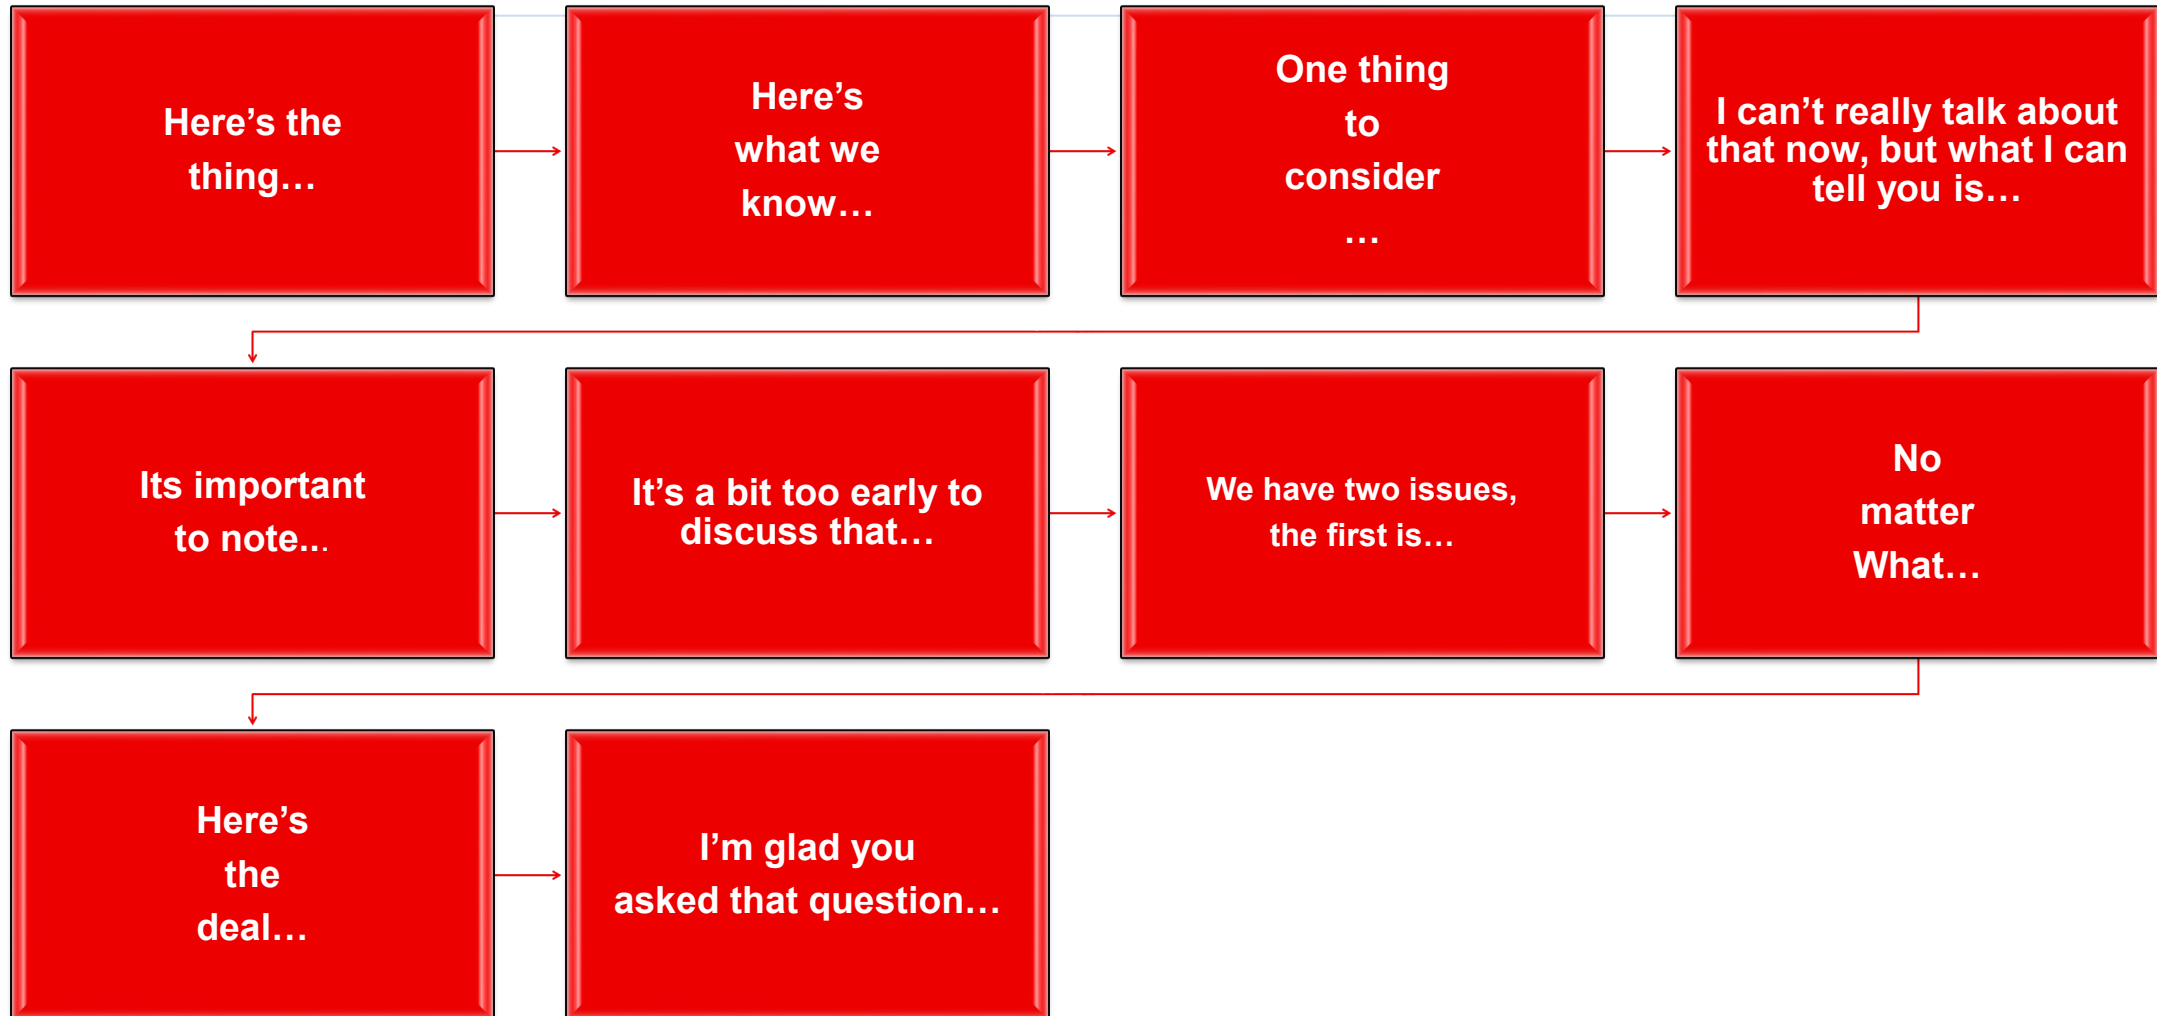 Here’s the
thing…
Here’s
what we
know…
One thing
to
consider
…
I can’t really talk about
that now, but what I can
tell you is…
Its important
to note...
It’s a bit too early to
discuss that…
We have two issues,
the first is…
No
matter
What…
Here’s
the
deal…
I’m glad you
asked that question…